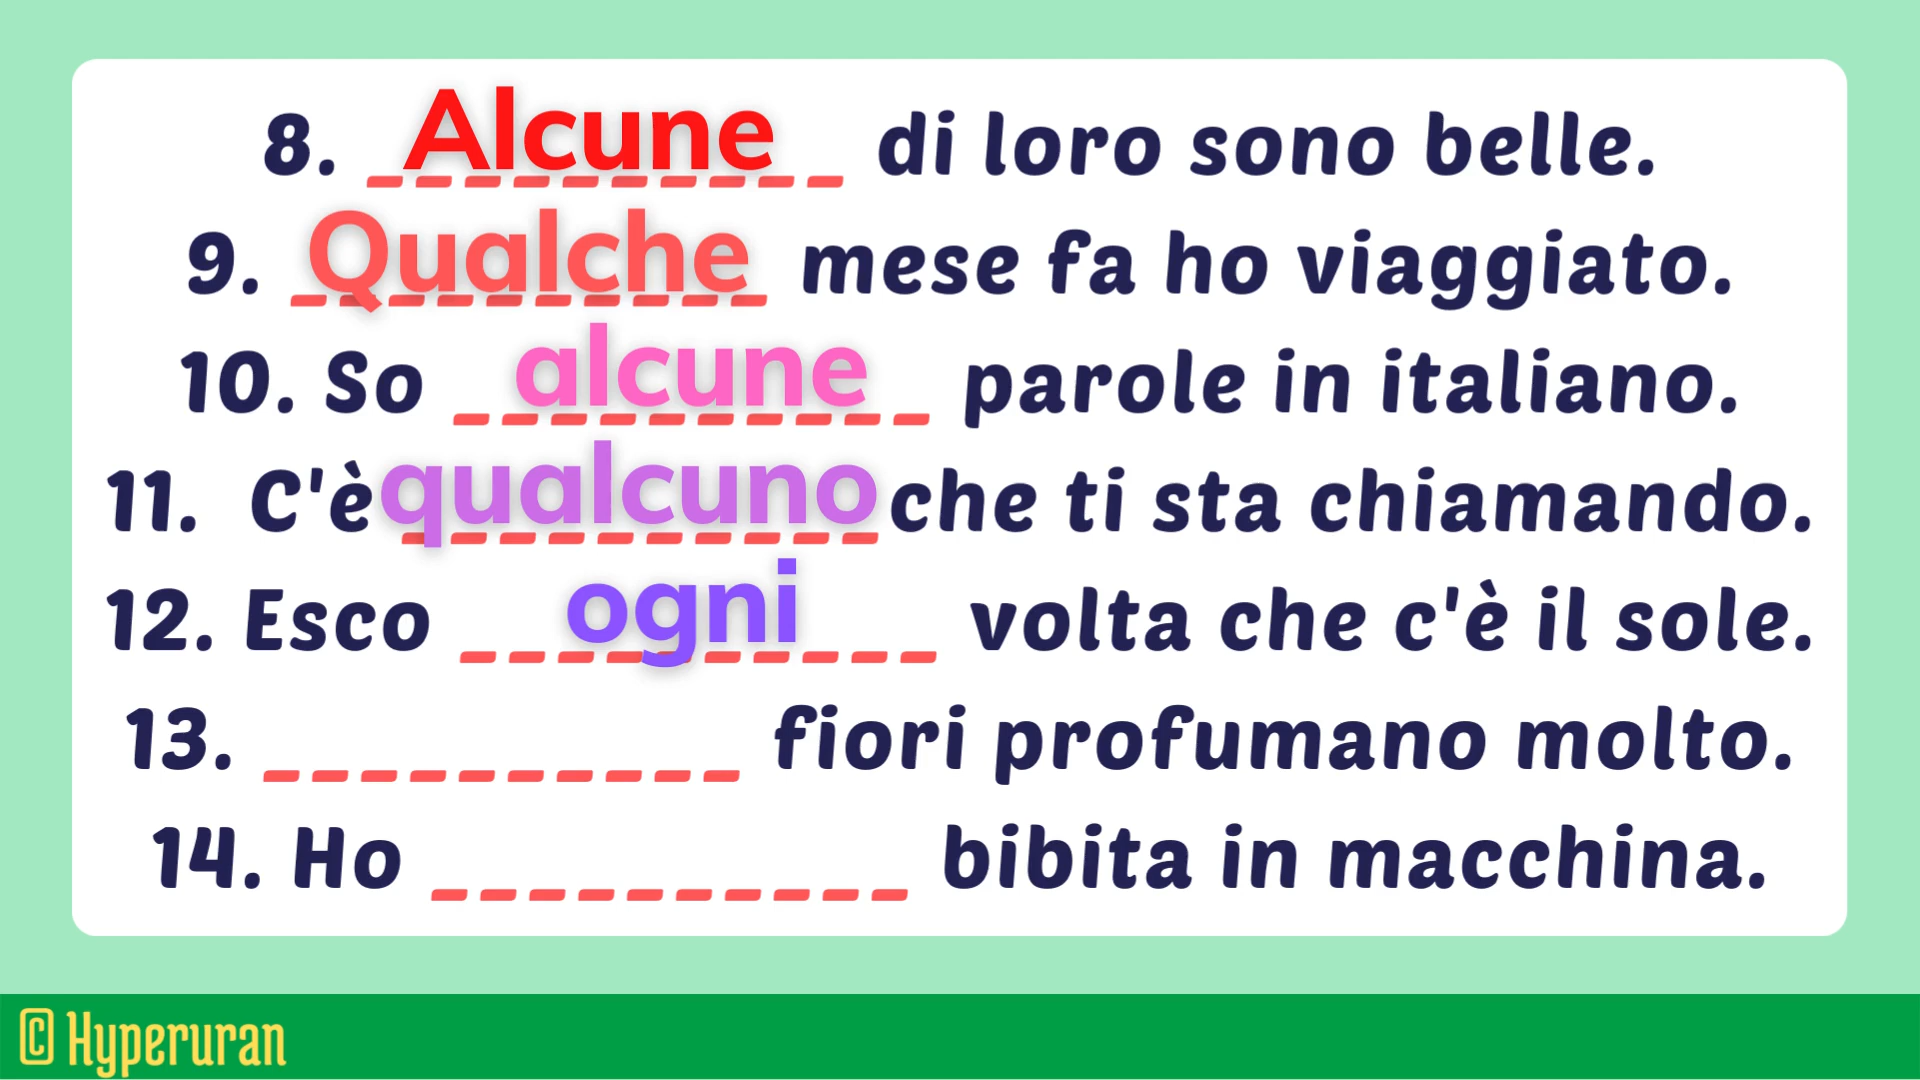 8. Alcune di loro sono belle.
9. Qualche mese fa ho viaggiato.
10. So alcune parole in italiano.
11. C'è qualcuno che ti sta chiamando.
12. Esco ogni volta che c'è il sole.
13. __________ fiori profumano molto.
14. Ho __________ bibita in macchina.
© Hyperuran